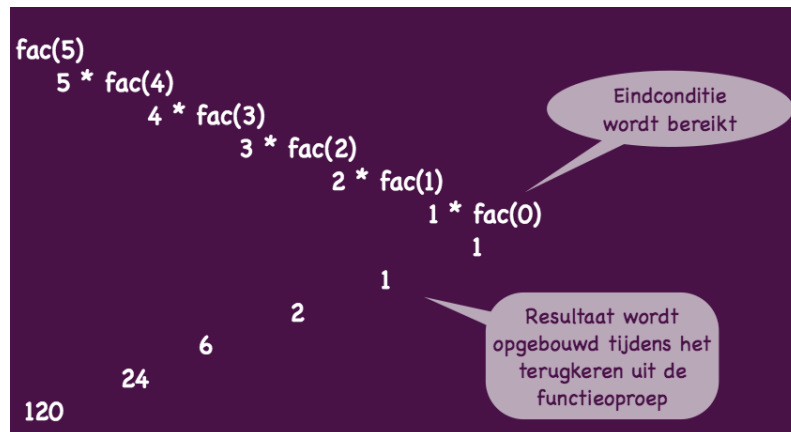 fac(5)
5 * fac(4)
4 * fac(3)
3 * fac(2)
2 * fac(1)
1 * fac(0)
1
1
2
6
24
120
Eindconditie
wordt bereikt
Resultaat wordt
opgebouwd tijdens het
terugkeren uit de
functieoproep